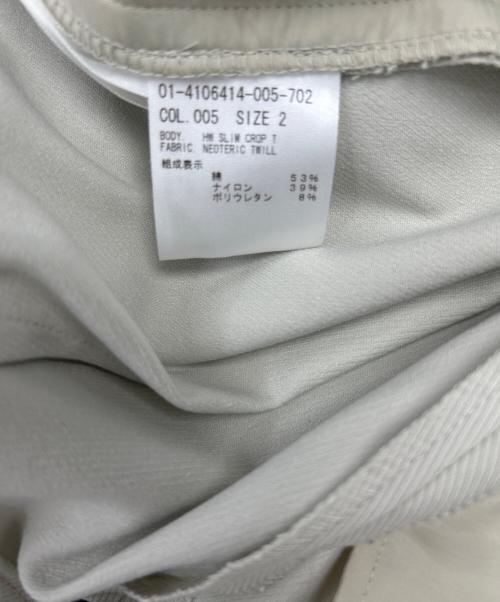 01-4106414-005-702
COL.005 SIZE 2
BODY. HW SLIM CROP T
FABRIC. NEOTERIC TWILL
組成表示
綿 53%
ナイロン 39%
ポリウレタン 8%